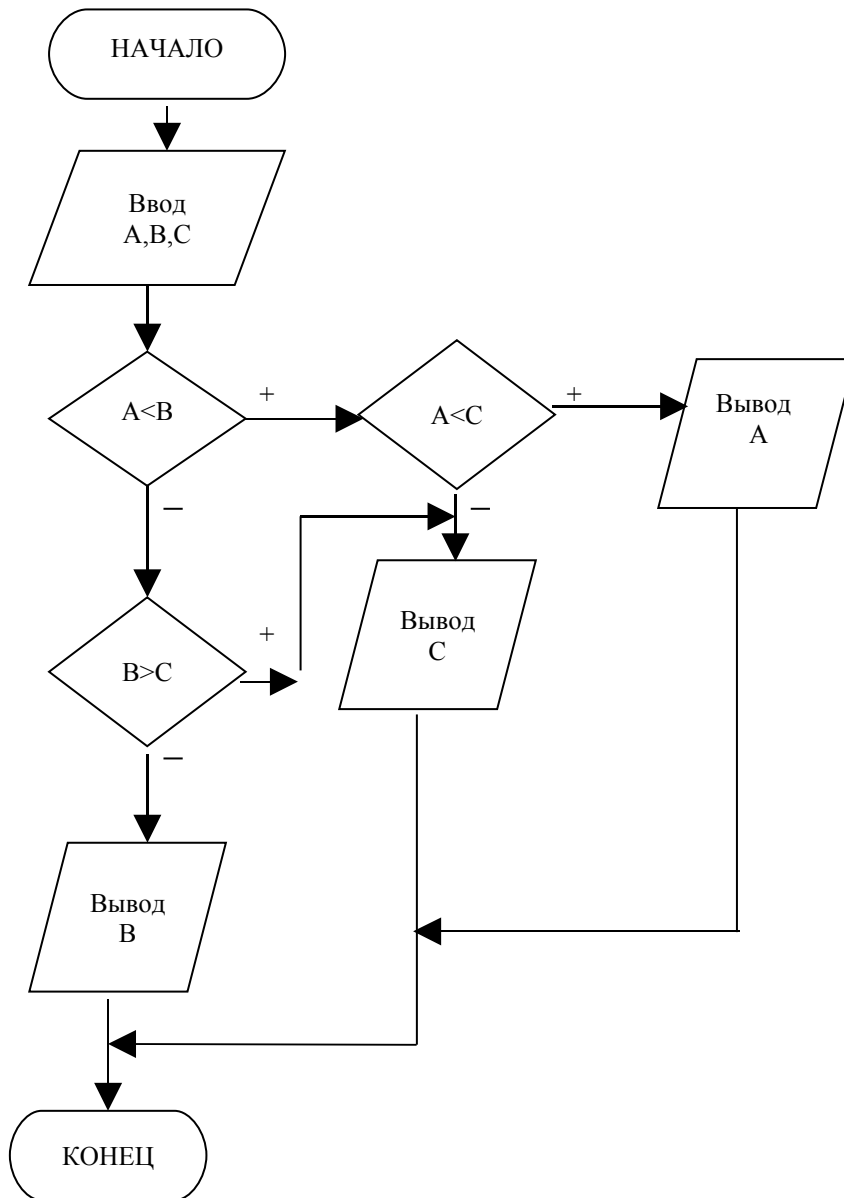 НАЧАЛО
Ввод
А,В,С
А<В
+
А<С
+
Вывод
А
–
–
Вывод
С
В>С
+
–
Вывод
В
КОНЕЦ